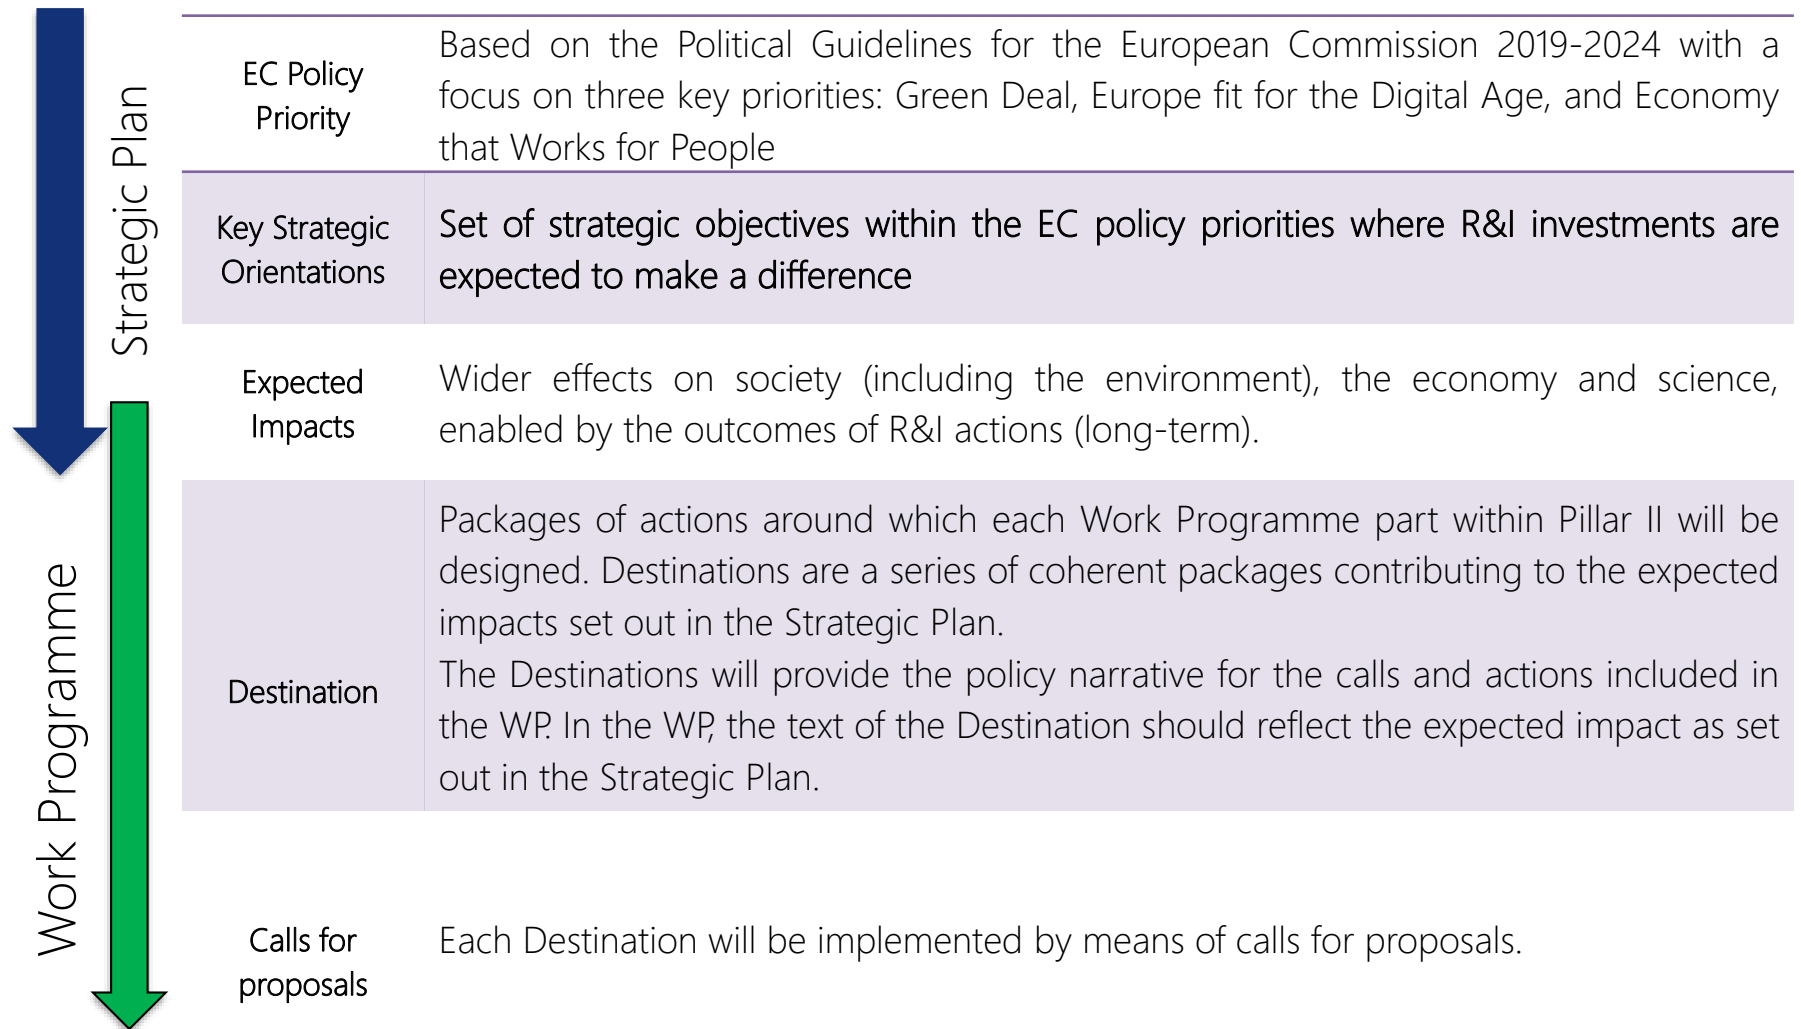 Strategic Plan
EC Policy
Priority
Based on the Political Guidelines for the European Commission 2019-2024 with a
focus on three key priorities: Green Deal, Europe fit for the Digital Age, and Economy
that Works for People
Key Strategic
Orientations
Set of strategic objectives within the EC policy priorities where R&I investments are
expected to make a difference
Expected
Impacts
Wider effects on society (including the environment), the economy and science,
enabled by the outcomes of R&I actions (long-term).
Work Programme
Destination
Packages of actions around which each Work Programme part within Pillar II will be
designed. Destinations are a series of coherent packages contributing to the expected
impacts set out in the Strategic Plan.
The Destinations will provide the policy narrative for the calls and actions included in
the WP. In the WP, the text of the Destination should reflect the expected impact as set
out in the Strategic Plan.
Calls for
proposals
Each Destination will be implemented by means of calls for proposals.